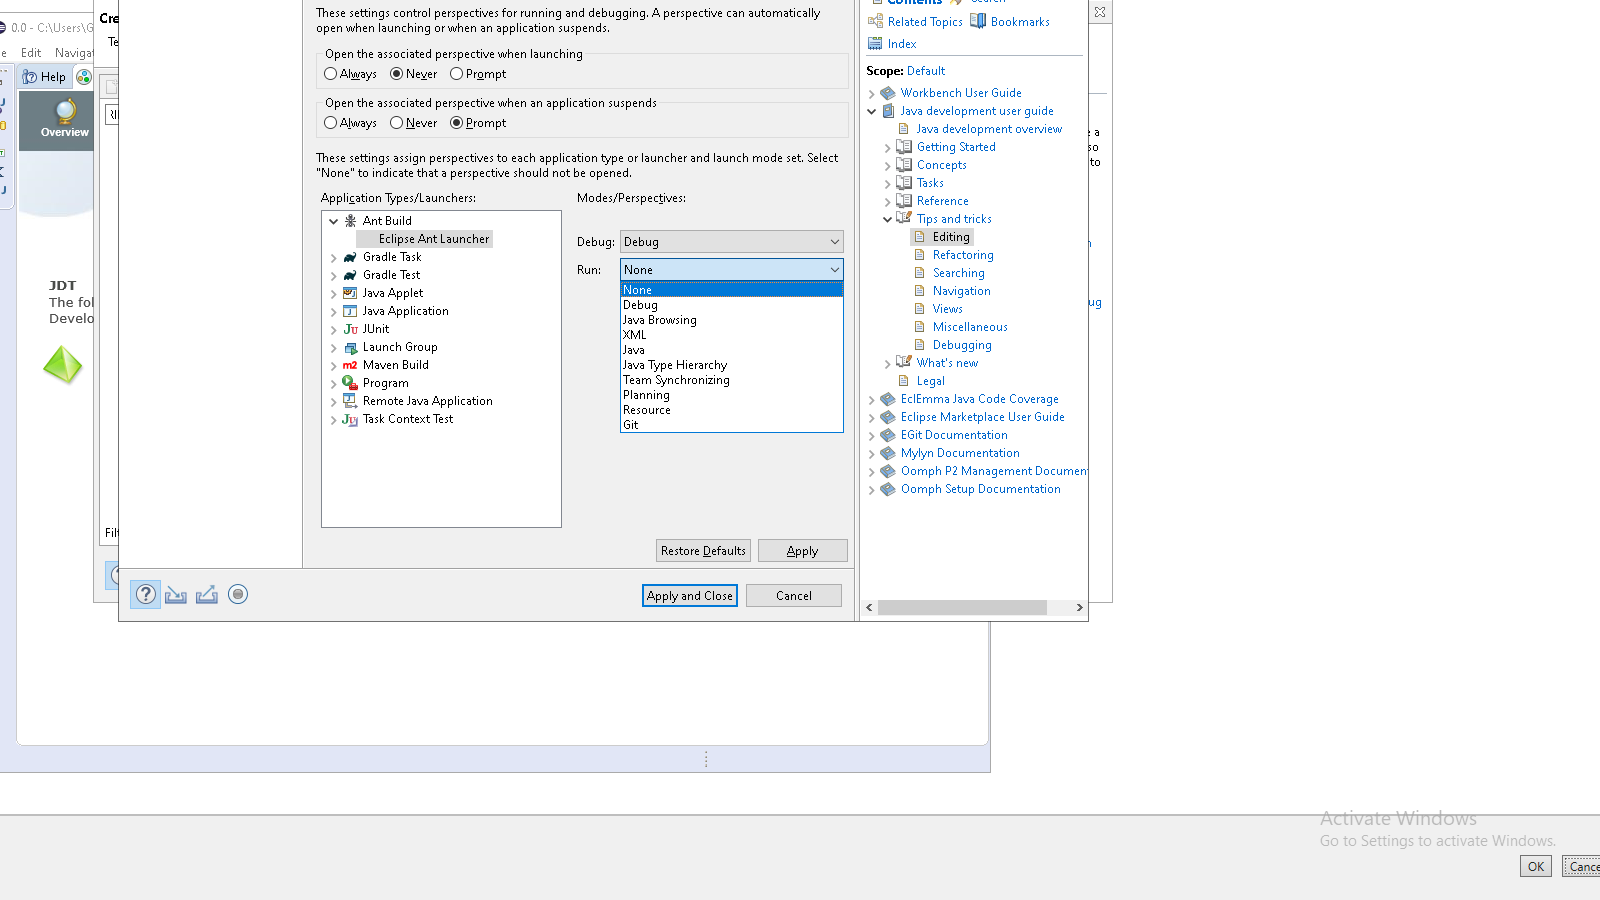 0.0 - C:\Users\G
Edit
Navigat
Help
Overview
JDT
The fol
Develo
Cre
Te
Filt
These settings control perspectives for running and debugging. A perspective can automatically
open when launching or when an application suspends.
Open the associated perspective when launching
Always
Never
Prompt
Open the associated perspective when an application suspends
Always
Never
Prompt
These settings assign perspectives to each application type or launcher and launch mode set. Select
"None" to indicate that a perspective should not be opened.
Application Types/Launchers:
Modes/Perspectives:
Ant Build
Eclipse Ant Launcher
Gradle Task
Gradle Test
Java Applet
Java Application
JUnit
Launch Group
Maven Build
Program
Remote Java Application
Task Context Test
Debug: Debug
Run: None
None
Debug
Java Browsing
XML
Java
Java Type Hierarchy
Team Synchronizing
Planning
Resource
Git
Restore Defaults
Apply
Apply and Close
Cancel
Contents
Search
Related Topics
Bookmarks
Index
Scope: Default
Workbench User Guide
Java development user guide
Java development overview
Getting Started
Concepts
Tasks
Reference
Tips and tricks
Editing
Refactoring
Searching
Navigation
Views
Miscellaneous
Debugging
What's new
Legal
EclEmma Java Code Coverage
Eclipse Marketplace User Guide
EGit Documentation
Mylyn Documentation
Oomph P2 Management Documen
Oomph Setup Documentation
e a
so
to
ug
Activate Windows
Go to Settings to activate Windows.
OK
Cance